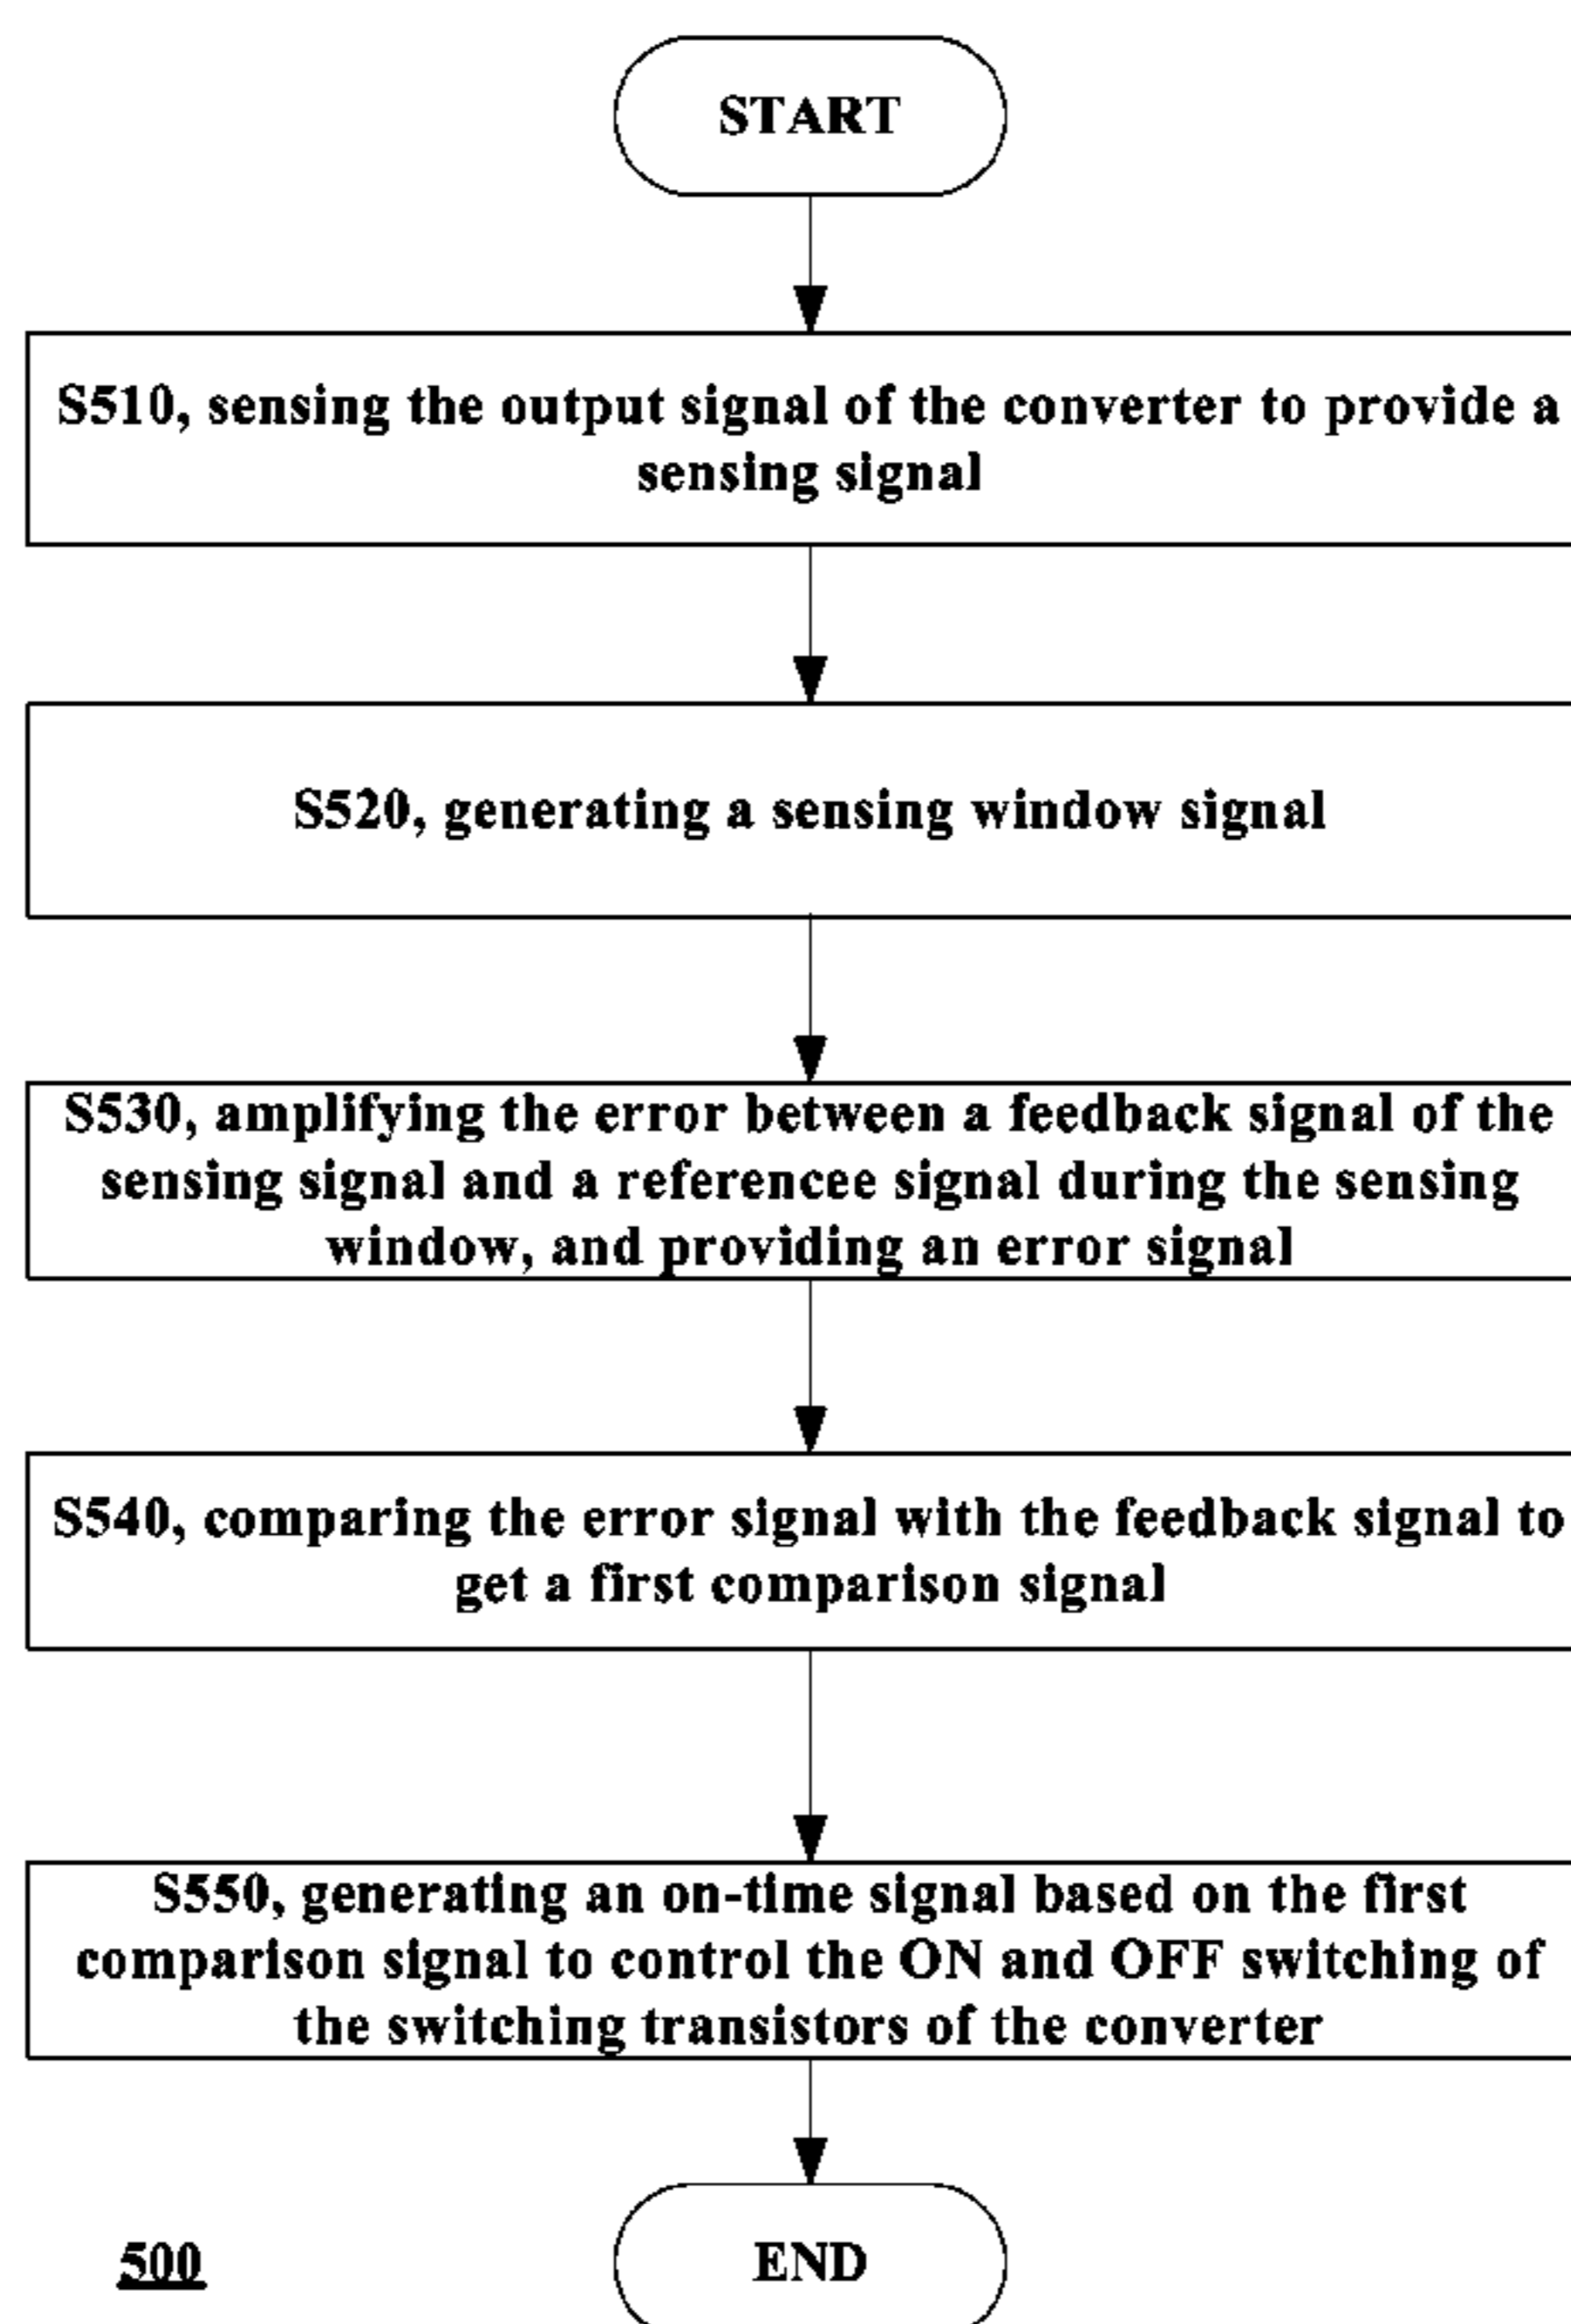 START
S510, sensing the output signal of the converter to provide a
sensing signal
S520, generating a sensing window signal
S530, amplifying the error between a feedback signal of the
sensing signal and a referencee signal during the sensing
window, and providing an error signal
S540, comparing the error signal with the feedback signal to
get a first comparison signal
S550, generating an on-time signal based on the first
comparison signal to control the ON and OFF switching of
the switching transistors of the converter
500
END